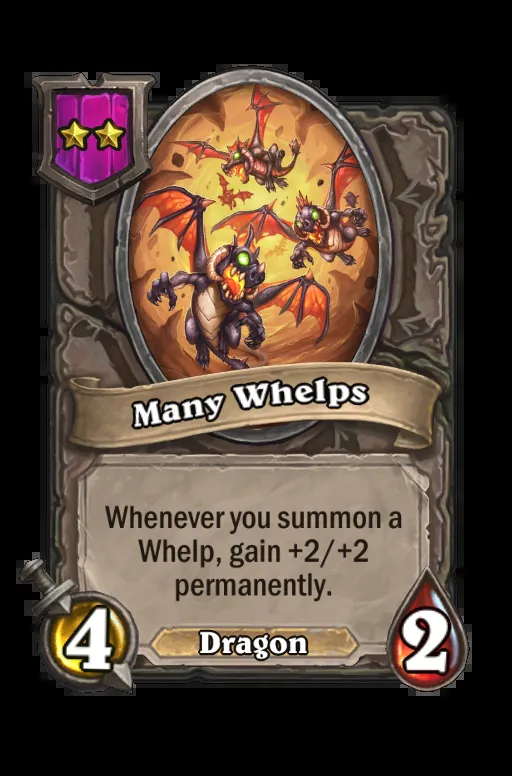 Many Whelps
Whenever you summon a
Whelp, gain +2/+2
permanently.
4
Dragon
2